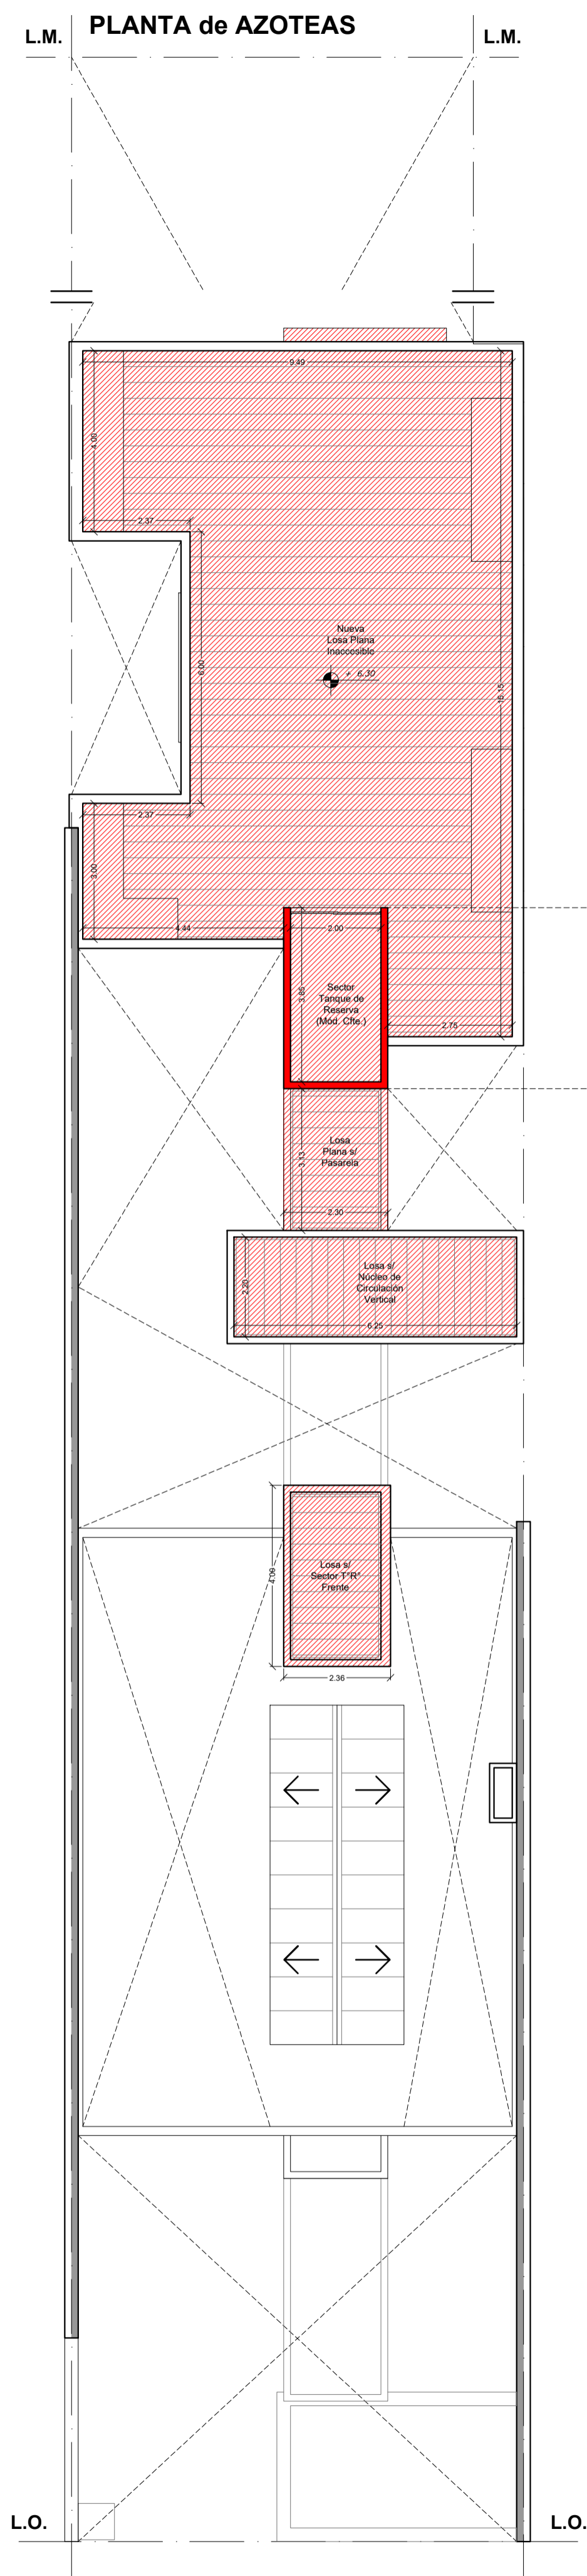 PLANTA de AZOTEAS
L.M.
L.M.
9.49
4.00
2.37
Nueva
Losa Plana
Inaccesible
+ 6.30
6.00
15.15
2.37
3.00
4.44
2.00
Sector
Tanque de
Reserva
(Mód. Cfte.)
3.85
2.75
Losa
Plana s/
Pasarela
3.13
2.30
Losa s/
Núcleo de
Circulación
Vertical
2.20
6.25
Losa s/
Sector T°R°
Frente
4.00
2.36
L.O.
L.O.